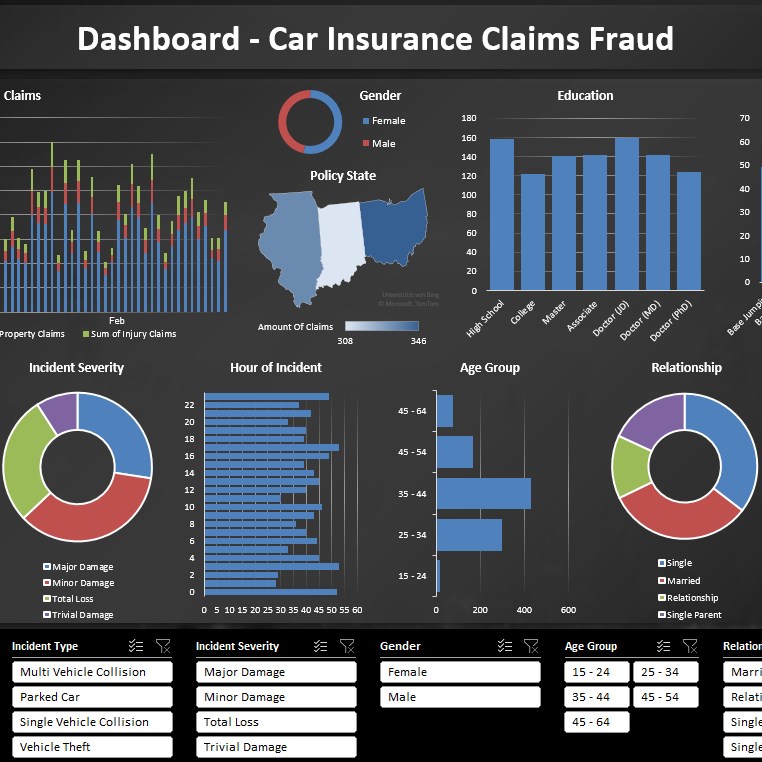 Dashboard - Car Insurance Claims Fraud
Claims
Feb
Property Claims
Sum of Injury Claims
Gender
Female
Male
Policy State
© Microsoft, TomTom
Amount Of Claims
308
346
Education
180
160
140
120
100
80
60
40
20
0
High School
College
Master
Associate
Doctor (JD)
Doctor (MD)
Doctor (PhD)
70
60
50
40
30
20
10
0
Base Jumpi
Incident Severity
Major Damage
Minor Damage
Total Loss
Trivial Damage
Hour of Incident
22
20
18
16
14
12
10
8
6
4
2
0
0 5 10 15 20 25 30 35 40 45 50 55 60
Age Group
45 - 64
45 - 54
35 - 44
25 - 34
15 - 24
0 200 400 600
Relationship
Single
Married
Relationship
Single Parent
Incident Type
Multi Vehicle Collision
Parked Car
Single Vehicle Collision
Vehicle Theft
Incident Severity
Major Damage
Minor Damage
Total Loss
Trivial Damage
Gender
Female
Male
Age Group
15 - 24 25 - 34
35 - 44 45 - 54
45 - 64
Relation
Marri
Relati
Single
Single